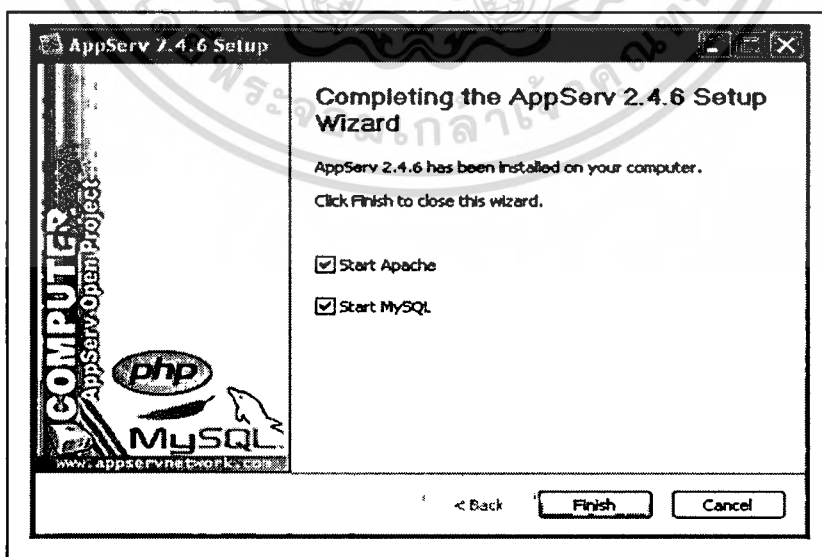 AppServ 2.4.6 Setup
Completing the AppServ 2.4.6 Setup
Wizard
AppServ 2.4.6 has been installed on your computer.
Click Finish to close this wizard.
Start Apache
Start MySQL
COMPUTER
AppServ Open Project
php
MySQL
www.appservnetwork.com
< Back
Finish
Cancel